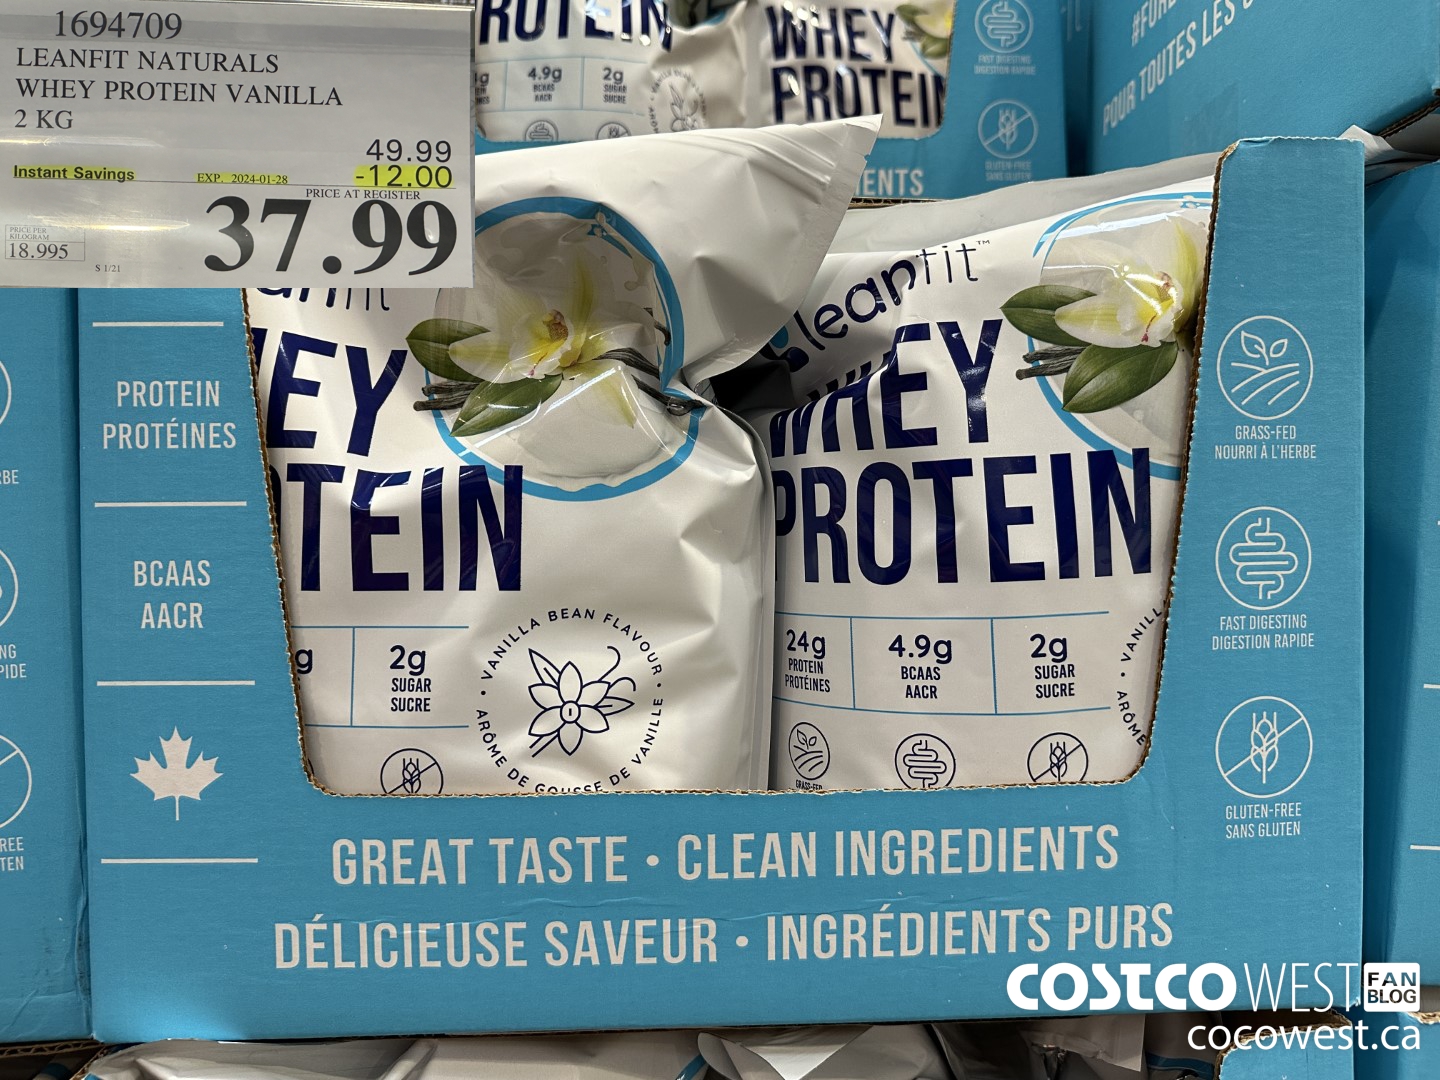 1694709
LEANFIT NATURALS
WHEY PROTEIN VANILLA
2 KG
49.99
Instant Savings EXP. 2024-01-28 -12.00
PRICE AT REGISTER
37.99
PRICE PER
KILOGRAM
18.995
S 1/21
PROTEIN
4.9g
BCAAS
AACR
2g
SUGAR
SUCRE
WHEY
PROTEIN
FAST DIGESTING
DIGESTION RAPIDE
GLUTEN-FREE
SANS GLUTEN
POUR TOUTES LES
PROTEIN
PROTÉINES
BCAAS
AACR
2g
SUGAR
SUCRE
VANILLA BEAN FLAVOUR
ARÔME DE GOUSSE DE VANILLE
leanfit™
WHEY
PROTEIN
24g
PROTEIN
PROTÉINES
4.9g
BCAAS
AACR
2g
SUGAR
SUCRE
GRASS-FED
NOURRI À L'HERBE
FAST DIGESTING
DIGESTION RAPIDE
GLUTEN-FREE
SANS GLUTEN
GREAT TASTE • CLEAN INGREDIENTS
DÉLICIEUSE SAVEUR • INGRÉDIENTS PURS
COSTCO WEST FAN BLOG
cocowest.ca